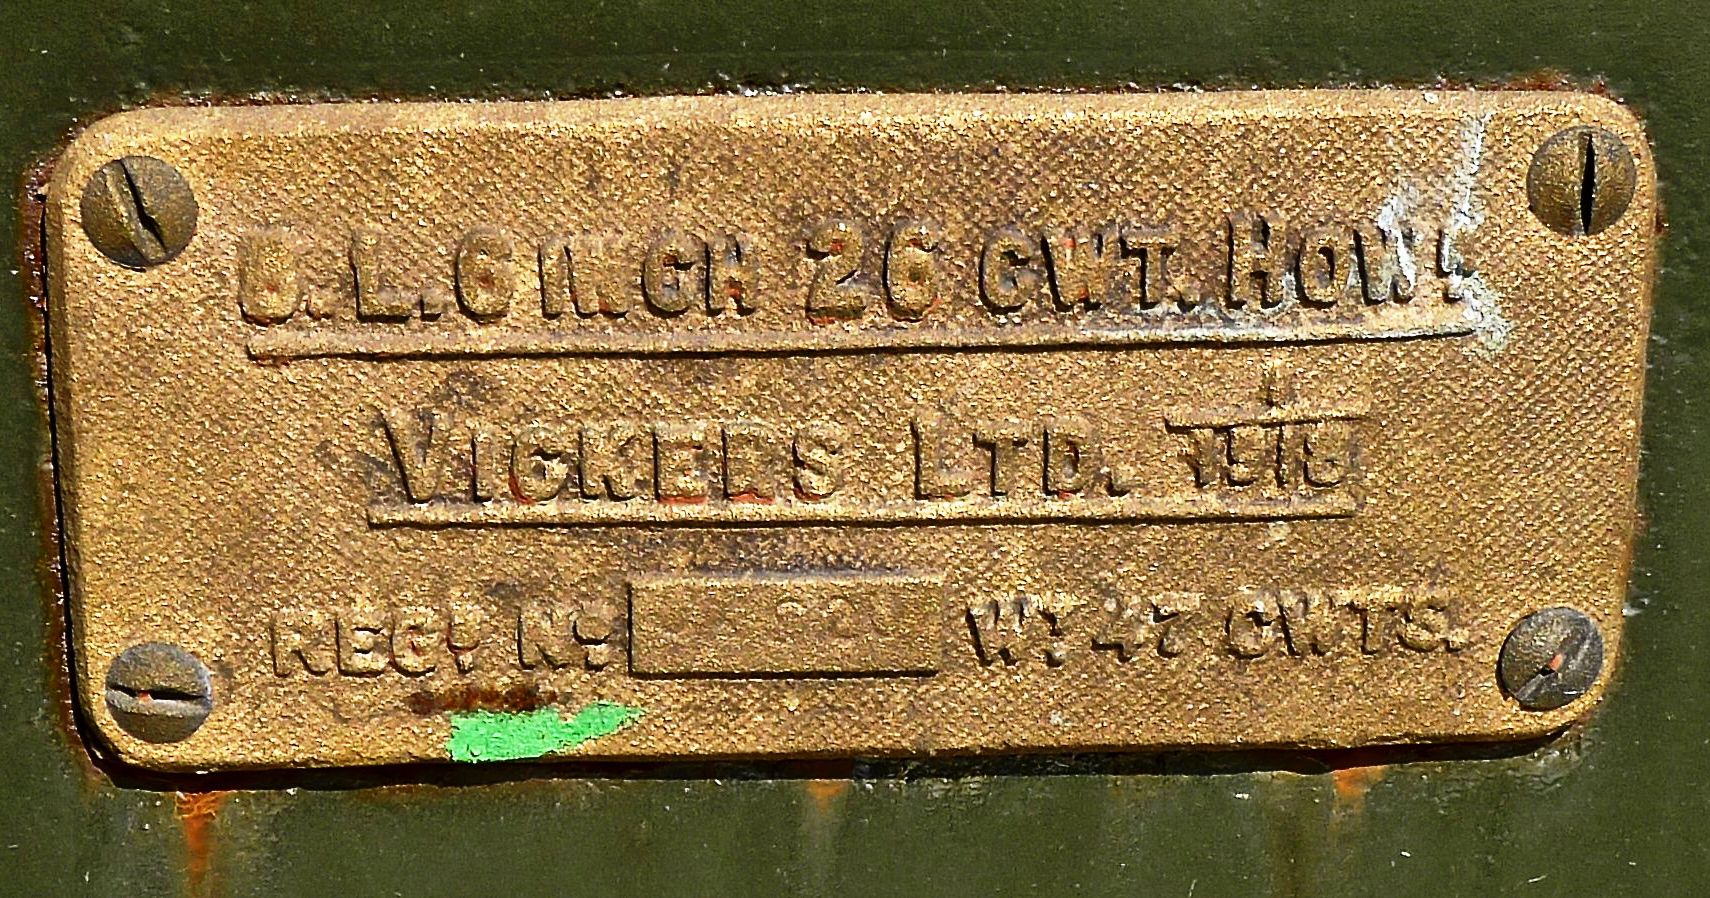 B.L.6 INCH 26 CWT. HOWR
VICKERS LTD. 1918
REGD NO WT 47 CWTS.